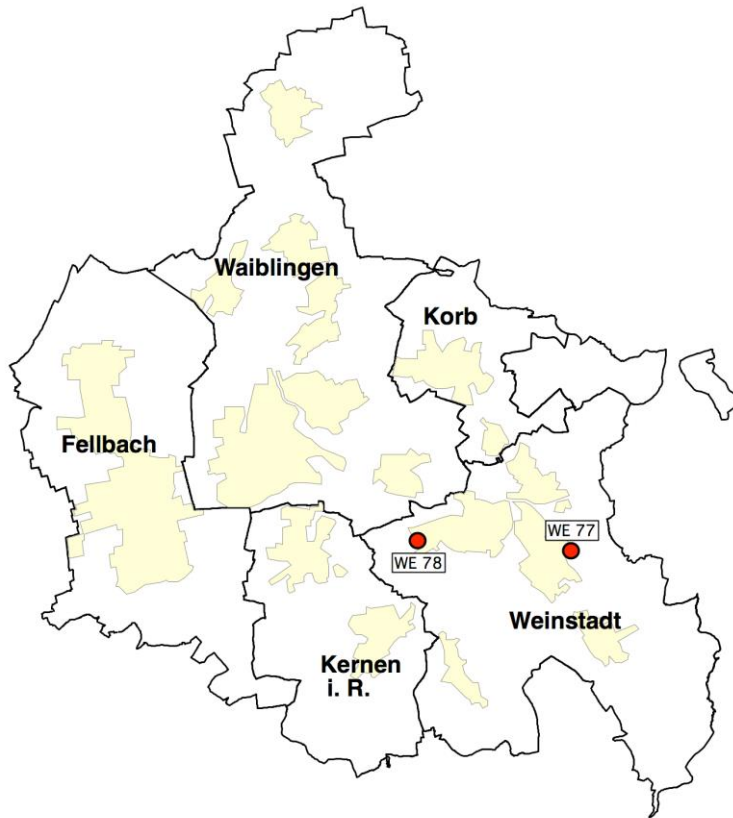 Waiblingen
Korb
Fellbach
WE 77
WE 78
Weinstadt
Kernen
i. R.